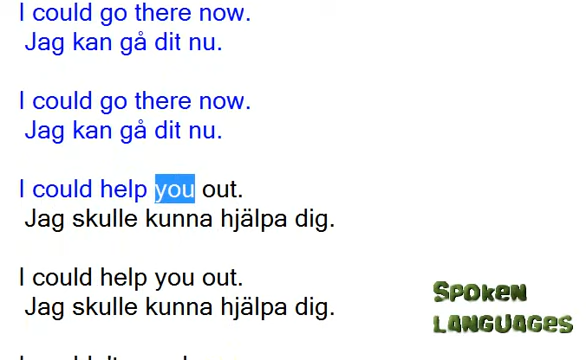 I could go there now.
Jag kan gå dit nu.
I could go there now.
Jag kan gå dit nu.
I could help you out.
Jag skulle kunna hjälpa dig.
I could help you out.
Jag skulle kunna hjälpa dig.
Spoken
Languages